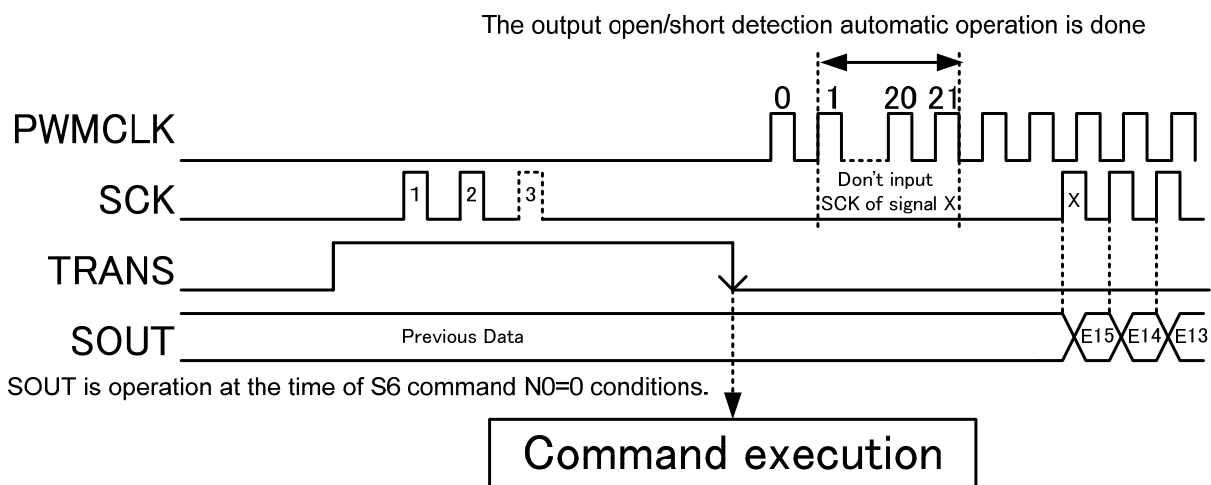 The output open/short detection automatic operation is done
0 1 20 21
PWMCLK
Don't input
SCK of signal X
SCK
1 2 3 X
TRANS
SOUT
Previous Data
E15 E14 E13
SOUT is operation at the time of S6 command N0=0 conditions.
Command execution